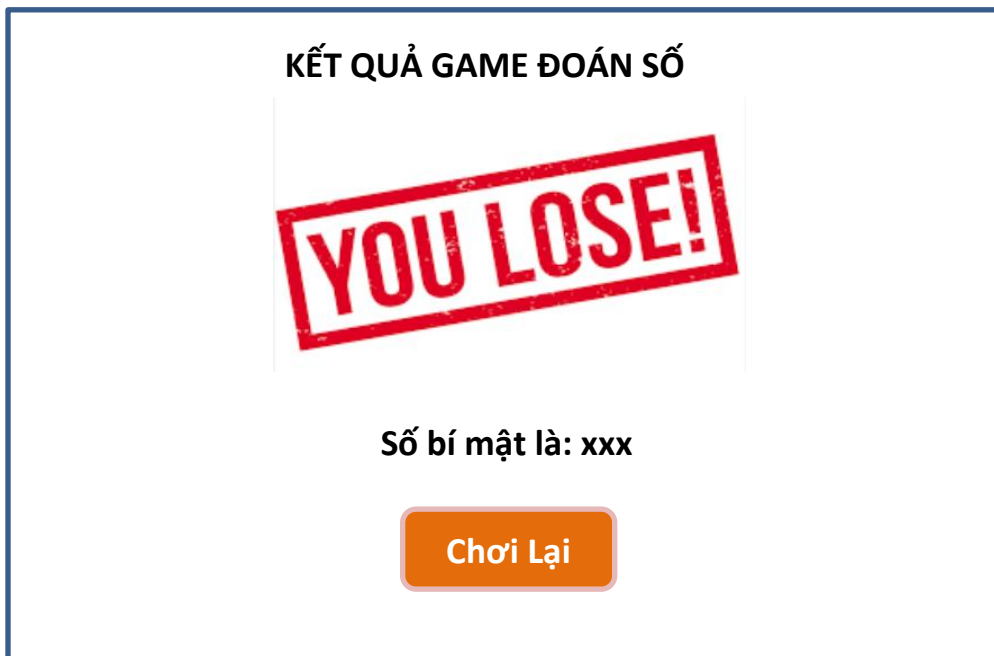 KẾT QUẢ GAME ĐOÁN SỐ
YOU LOSE!
Số bí mật là: xxx
Chơi Lại